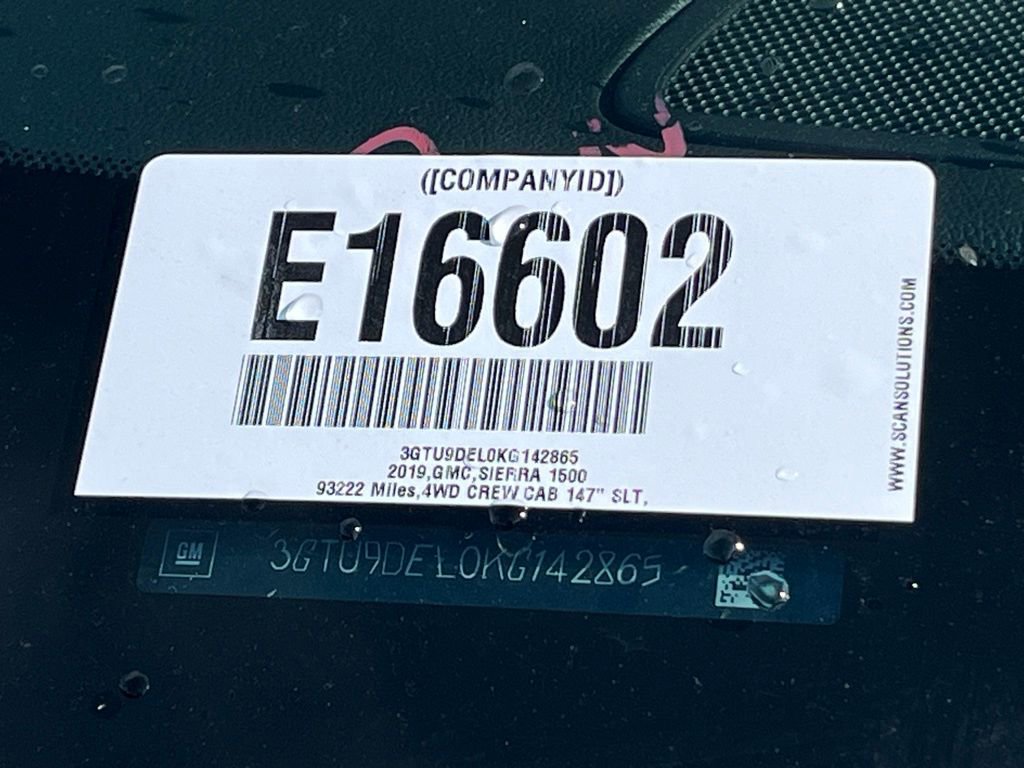 ([COMPANYID])
E16602
3GTU9DEL0KG142865
2019,GMC,SIERRA 1500
93222 Miles,4WD CREW CAB 147" SLT,
WWW.SCANSOLUTIONS.COM
GM
3GTU9DEL0KG142865